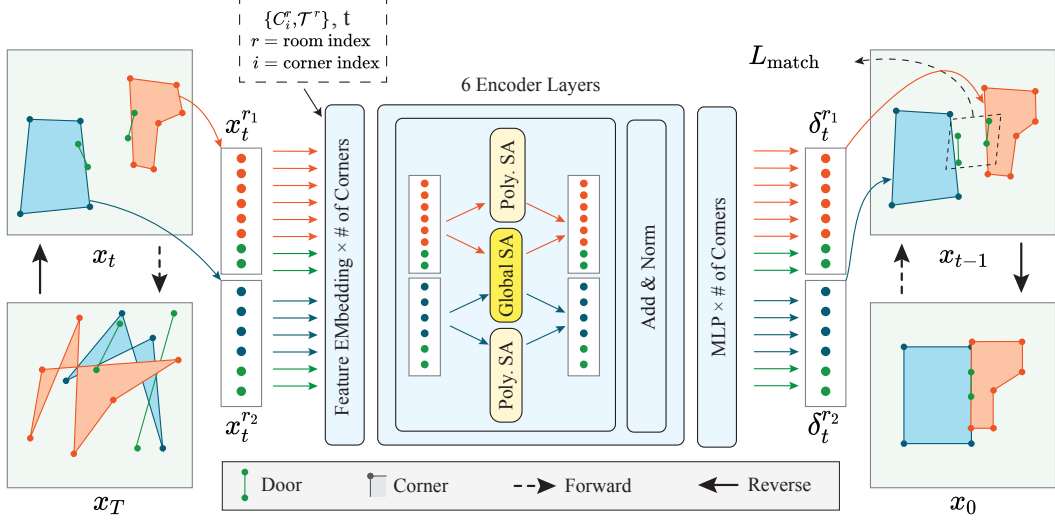 {C_i^r, 𝒯^r}, t
r = room index
i = corner index
6 Encoder Layers
L_match
x_t^{r_1}
δ_t^{r_1}
Feature EMbedding × # of Corners
Poly. SA
Global SA
Poly. SA
Add & Norm
MLP × # of Corners
x_t
x_{t−1}
x_t^{r_2}
δ_t^{r_2}
Door
Corner
Forward
Reverse
x_T
x_0